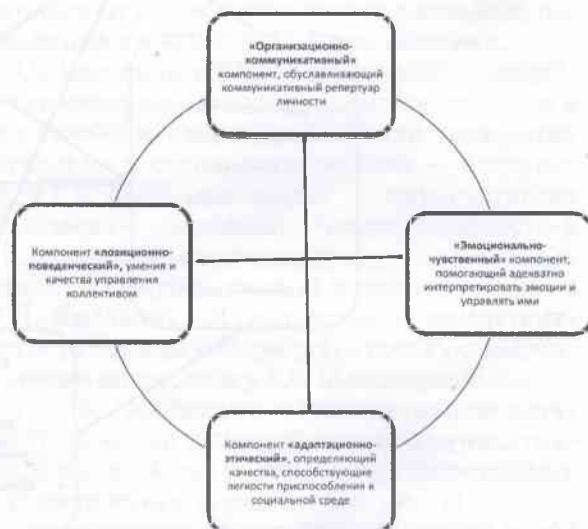 «Организационно-
коммуникативный»
компонент, обуславливающий
коммуникативный репертуар
личности
Компонент «позиционно-
поведенческий», умения и
качества управления
коллективом
«Эмоционально-
чувственный» компонент,
помогающий адекватно
интерпретировать эмоции и
управлять ими
Компонент «адаптационно-
этический», определяющий
качества, способствующие
легкости приспособления к
социальной среде